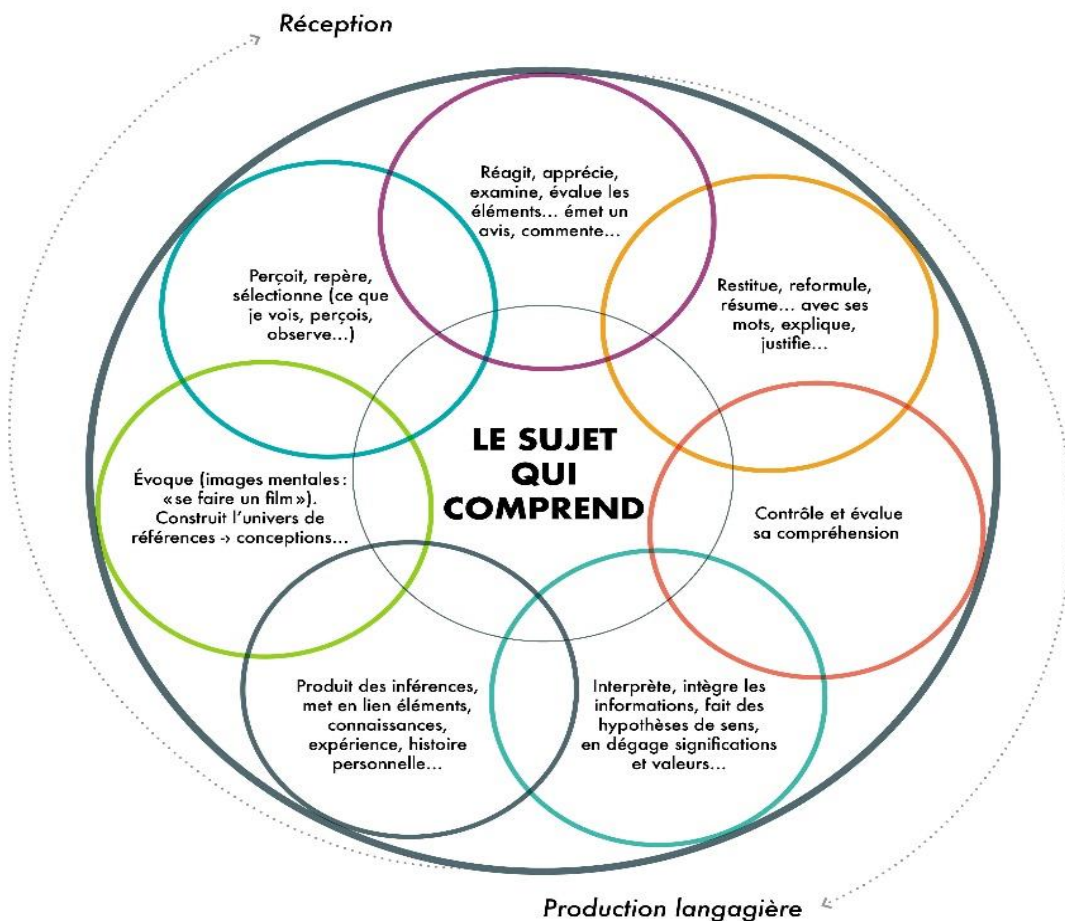 Réception
Réagit, apprécie,
examine, évalue les
éléments... émet un
avis, commente...
Perçoit, repère,
sélectionne (ce que
je vois, perçois,
observe...)
Restitue, reformule,
résume... avec ses
mots, explique,
justifie...
LE SUJET
QUI
COMPREND
Évoque (images mentales :
«se faire un film»).
Construit l'univers de
références -> conceptions...
Contrôle et évalue
sa compréhension
Produit des inférences,
met en lien éléments,
connaissances,
expérience, histoire
personnelle...
Interprète, intègre les
informations, fait des
hypothèses de sens,
en dégage significations
et valeurs...
Production langagière